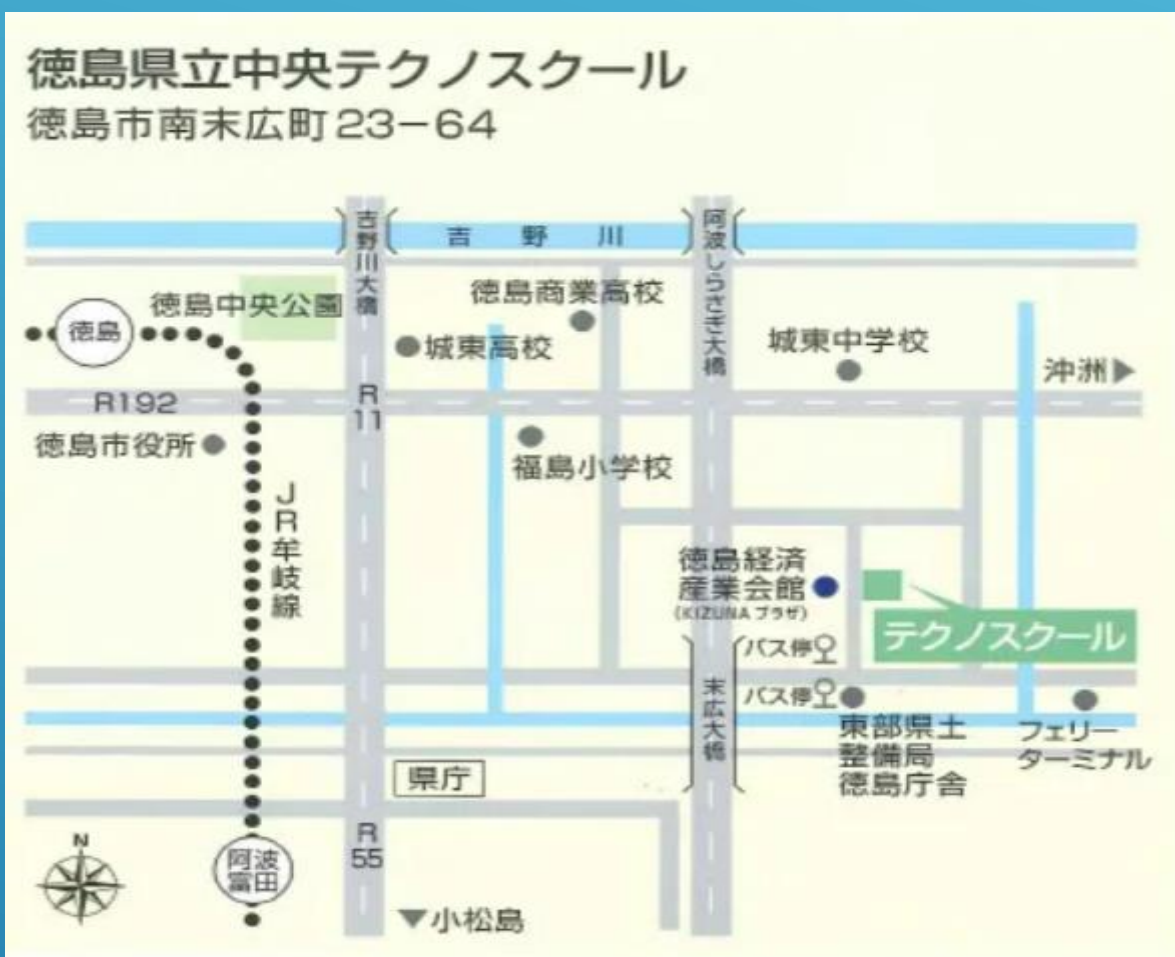 徳島県立中央テクノスクール
徳島市南末広町23-64
吉野川大橋
吉野川
阿波しらさぎ大橋
徳島中央公園
徳島商業高校
徳島
城東高校
城東中学校
沖洲▶
R192
R
11
徳島市役所
福島小学校
JR牟岐線
徳島経済
産業会館
(KIZUNAプラザ)
テクノスクール
バス停
バス停
末広大橋
東部県土
整備局
徳島庁舎
フェリー
ターミナル
県庁
N
R
55
阿波
富田
▼小松島